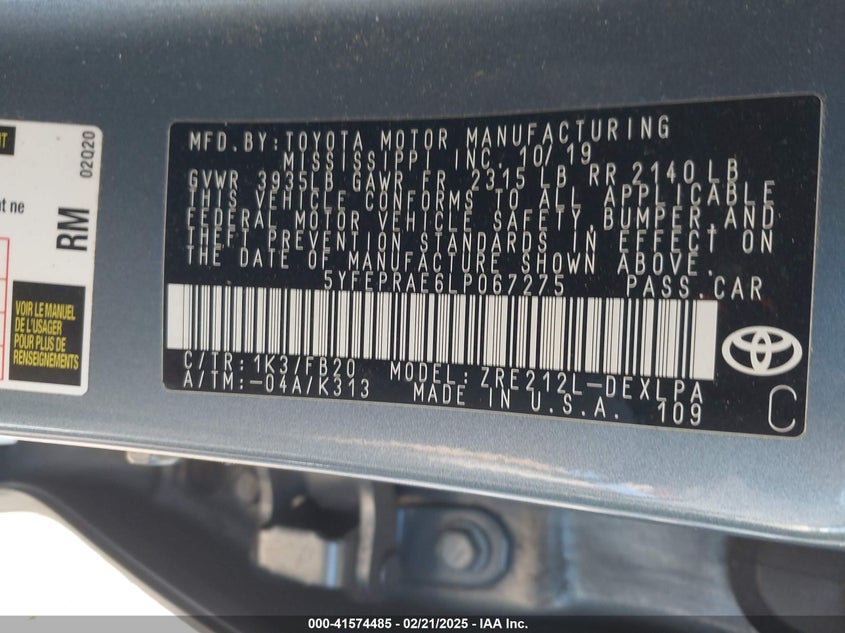 NT
t ne
RM
02Q20
VOIR LE MANUEL
DE L'USAGER
POUR PLUS DE
RENSEIGNEMENTS
MFD.BY:TOYOTA MOTOR MANUFACTURING
MISSISSIPPI INC. 10/19
GVWR 3935LB GAWR FR 2315 LB RR 2140 LB
THIS VEHICLE CONFORMS TO ALL APPLICABLE
FEDERAL MOTOR VEHICLE SAFETY,BUMPER,AND
THEFT PREVENTION STANDARDS IN EFFECT ON
THE DATE OF MANUFACTURE SHOWN ABOVE.
5YFEPRAE6LP067275 PASS.CAR
C/TR:1K3/FB20 MODEL:ZRE212L-DEXLPA
A/TM:-04A/K313 MADE IN U.S.A. 109
C
000-41574485 - 02/21/2025 - IAA Inc.